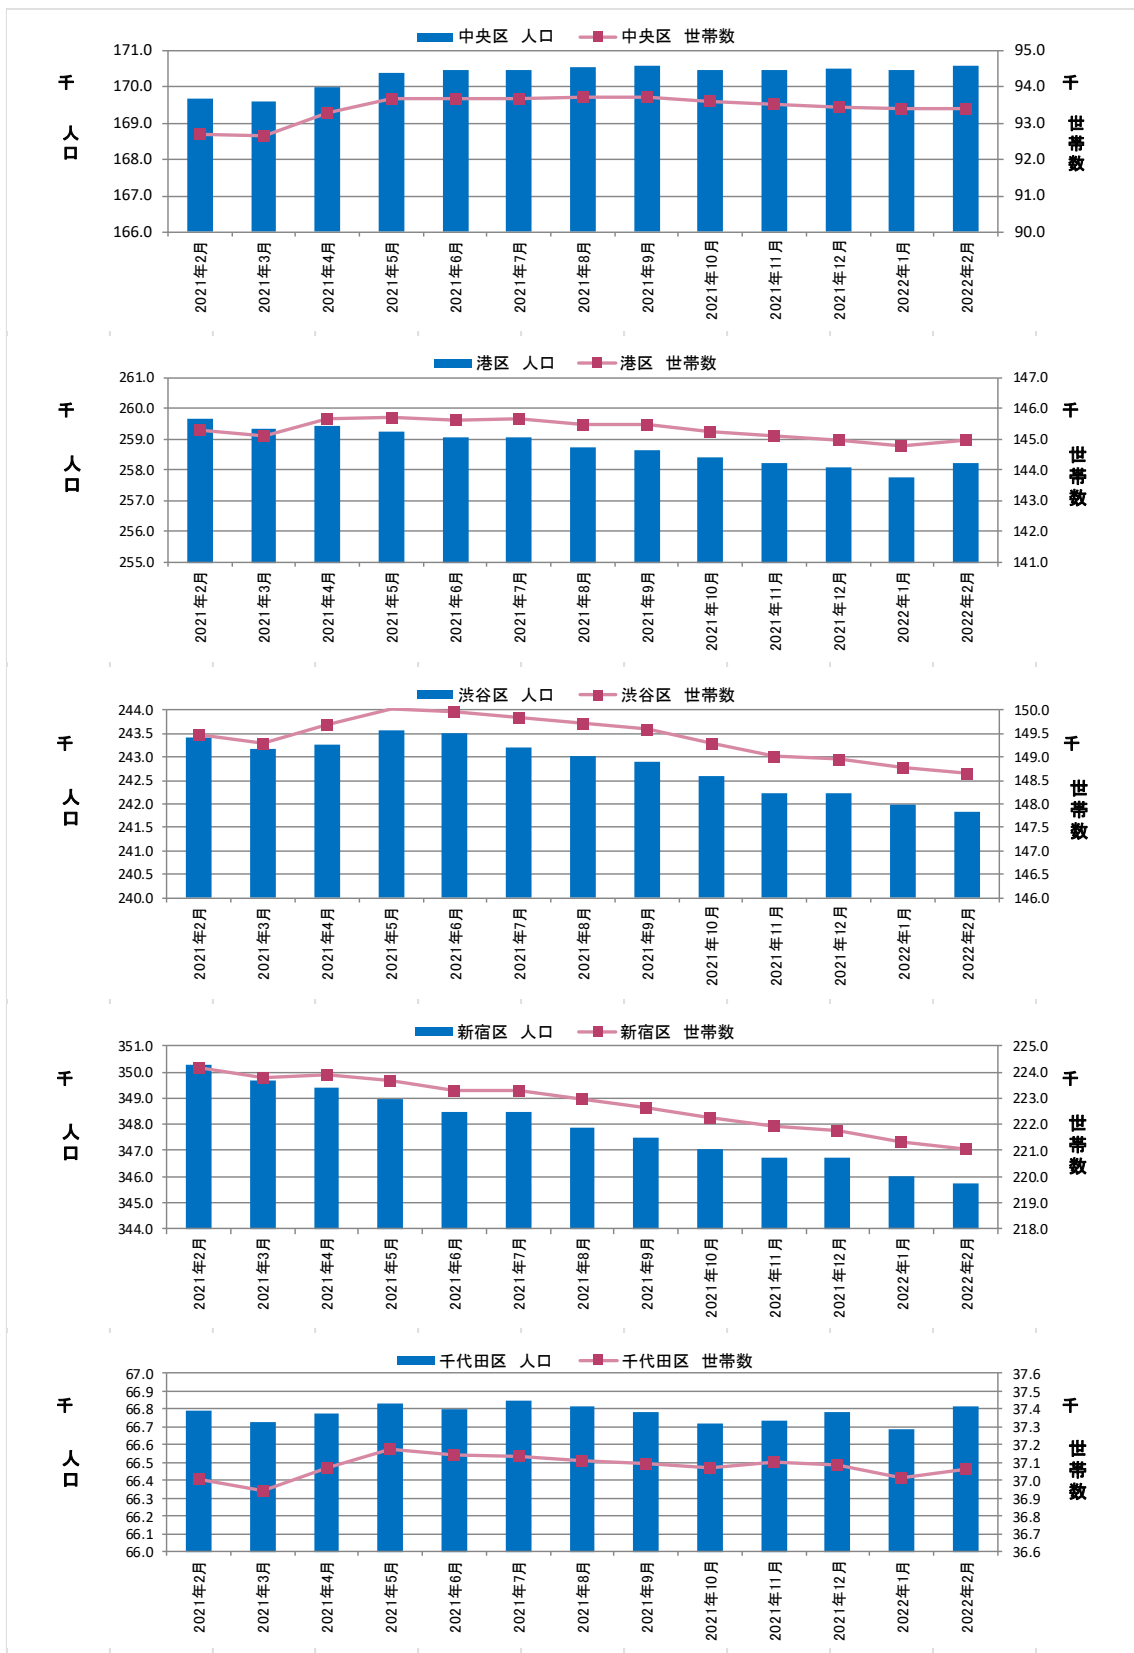 中央区 人口 中央区 世帯数
千 人口
171.0
170.0
169.0
168.0
167.0
166.0
95.0
94.0
93.0
92.0
91.0
90.0
千 世帯数
2021年2月
2021年3月
2021年4月
2021年5月
2021年6月
2021年7月
2021年8月
2021年9月
2021年10月
2021年11月
2021年12月
2022年1月
2022年2月
港区 人口 港区 世帯数
千 人口
261.0
260.0
259.0
258.0
257.0
256.0
255.0
147.0
146.0
145.0
144.0
143.0
142.0
141.0
千 世帯数
2021年2月
2021年3月
2021年4月
2021年5月
2021年6月
2021年7月
2021年8月
2021年9月
2021年10月
2021年11月
2021年12月
2022年1月
2022年2月
渋谷区 人口 渋谷区 世帯数
千 人口
244.0
243.5
243.0
242.5
242.0
241.5
241.0
240.5
240.0
150.0
149.5
149.0
148.5
148.0
147.5
147.0
146.5
146.0
千 世帯数
2021年2月
2021年3月
2021年4月
2021年5月
2021年6月
2021年7月
2021年8月
2021年9月
2021年10月
2021年11月
2021年12月
2022年1月
2022年2月
新宿区 人口 新宿区 世帯数
千 人口
351.0
350.0
349.0
348.0
347.0
346.0
345.0
344.0
225.0
224.0
223.0
222.0
221.0
220.0
219.0
218.0
千 世帯数
2021年2月
2021年3月
2021年4月
2021年5月
2021年6月
2021年7月
2021年8月
2021年9月
2021年10月
2021年11月
2021年12月
2022年1月
2022年2月
千代田区 人口 千代田区 世帯数
千 人口
67.0
66.9
66.8
66.7
66.6
66.5
66.4
66.3
66.2
66.1
66.0
37.6
37.5
37.4
37.3
37.2
37.1
37.0
36.9
36.8
36.7
36.6
千 世帯数
2021年2月
2021年3月
2021年4月
2021年5月
2021年6月
2021年7月
2021年8月
2021年9月
2021年10月
2021年11月
2021年12月
2022年1月
2022年2月